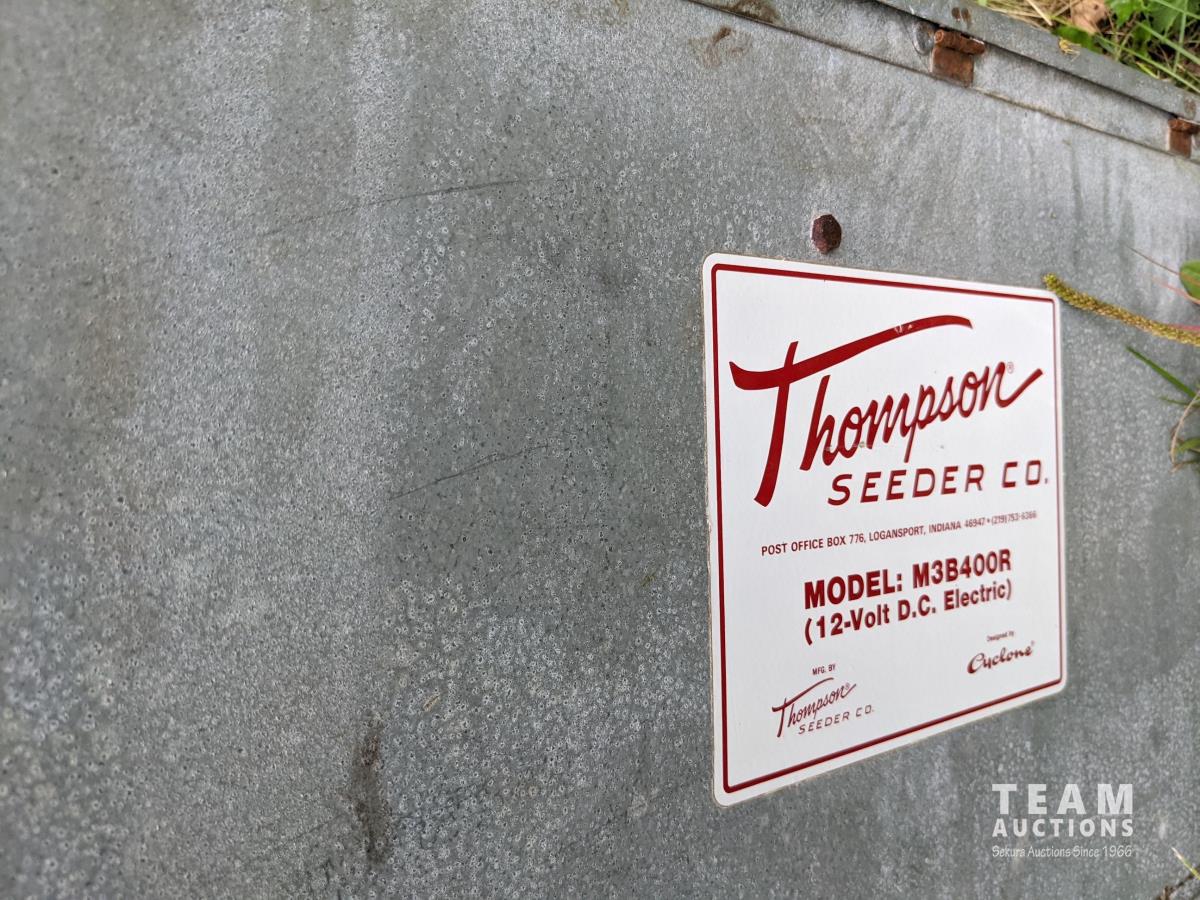 Thompson®
SEEDER CO.
POST OFFICE BOX 776, LOGANSPORT, INDIANA 46947 • (219) 753-6366
MODEL: M3B400R
(12-Volt D.C. Electric)
MFG. BY
Thompson®
SEEDER CO.
Designed by
Cyclone®
TEAM
AUCTIONS
Sekura Auctions Since 1966